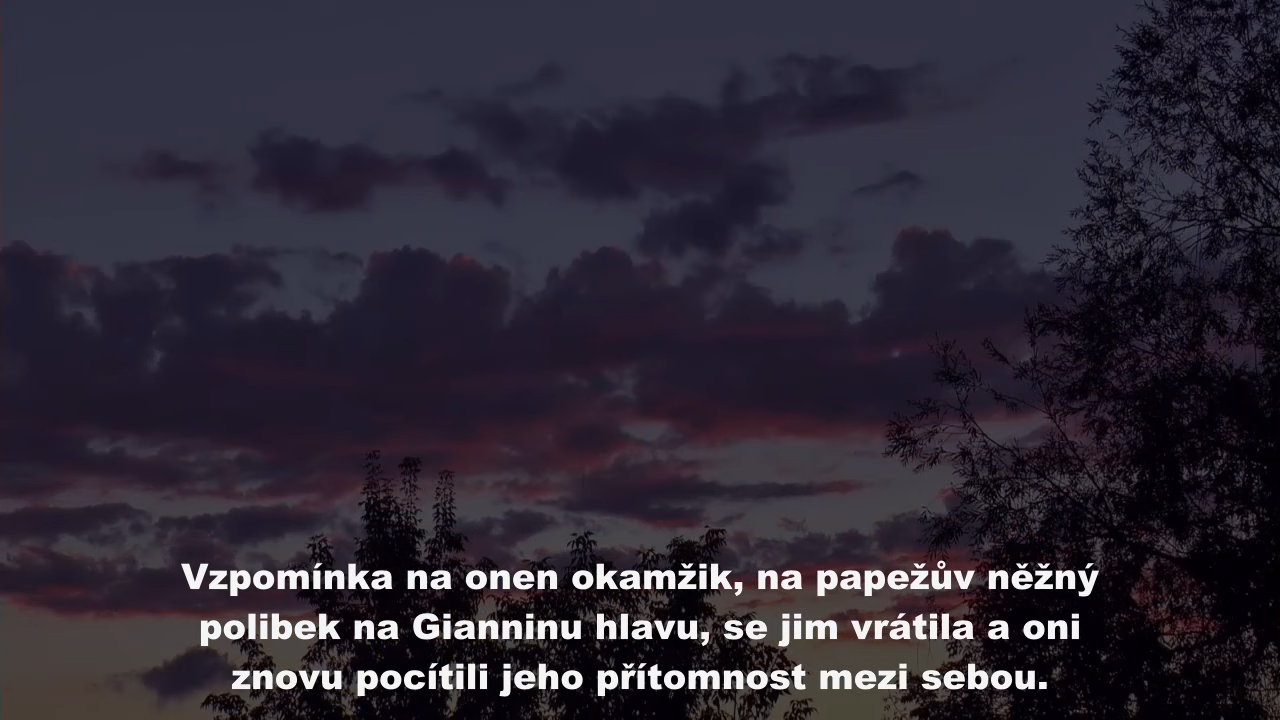 Vzpomínka na onen okamžik, na papežův něžný
polibek na Gianninu hlavu, se jim vrátila a oni
znovu pocítili jeho přítomnost mezi sebou.